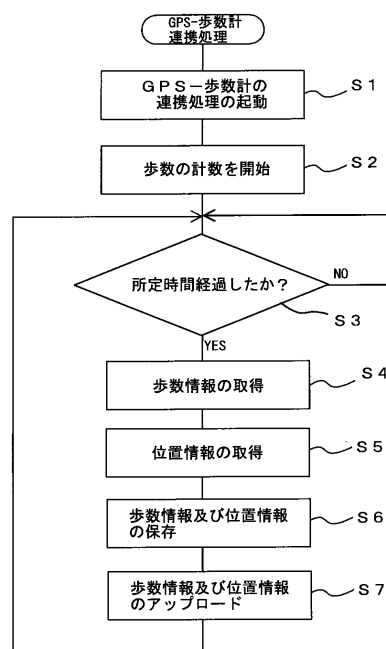 GPS-歩数計
連携処理
GPS-歩数計の
連携処理の起動
S1
歩数の計数を開始
S2
所定時間経過したか?
NO
S3
YES
歩数情報の取得
S4
位置情報の取得
S5
歩数情報及び位置情報
の保存
S6
歩数情報及び位置情報
のアップロード
S7